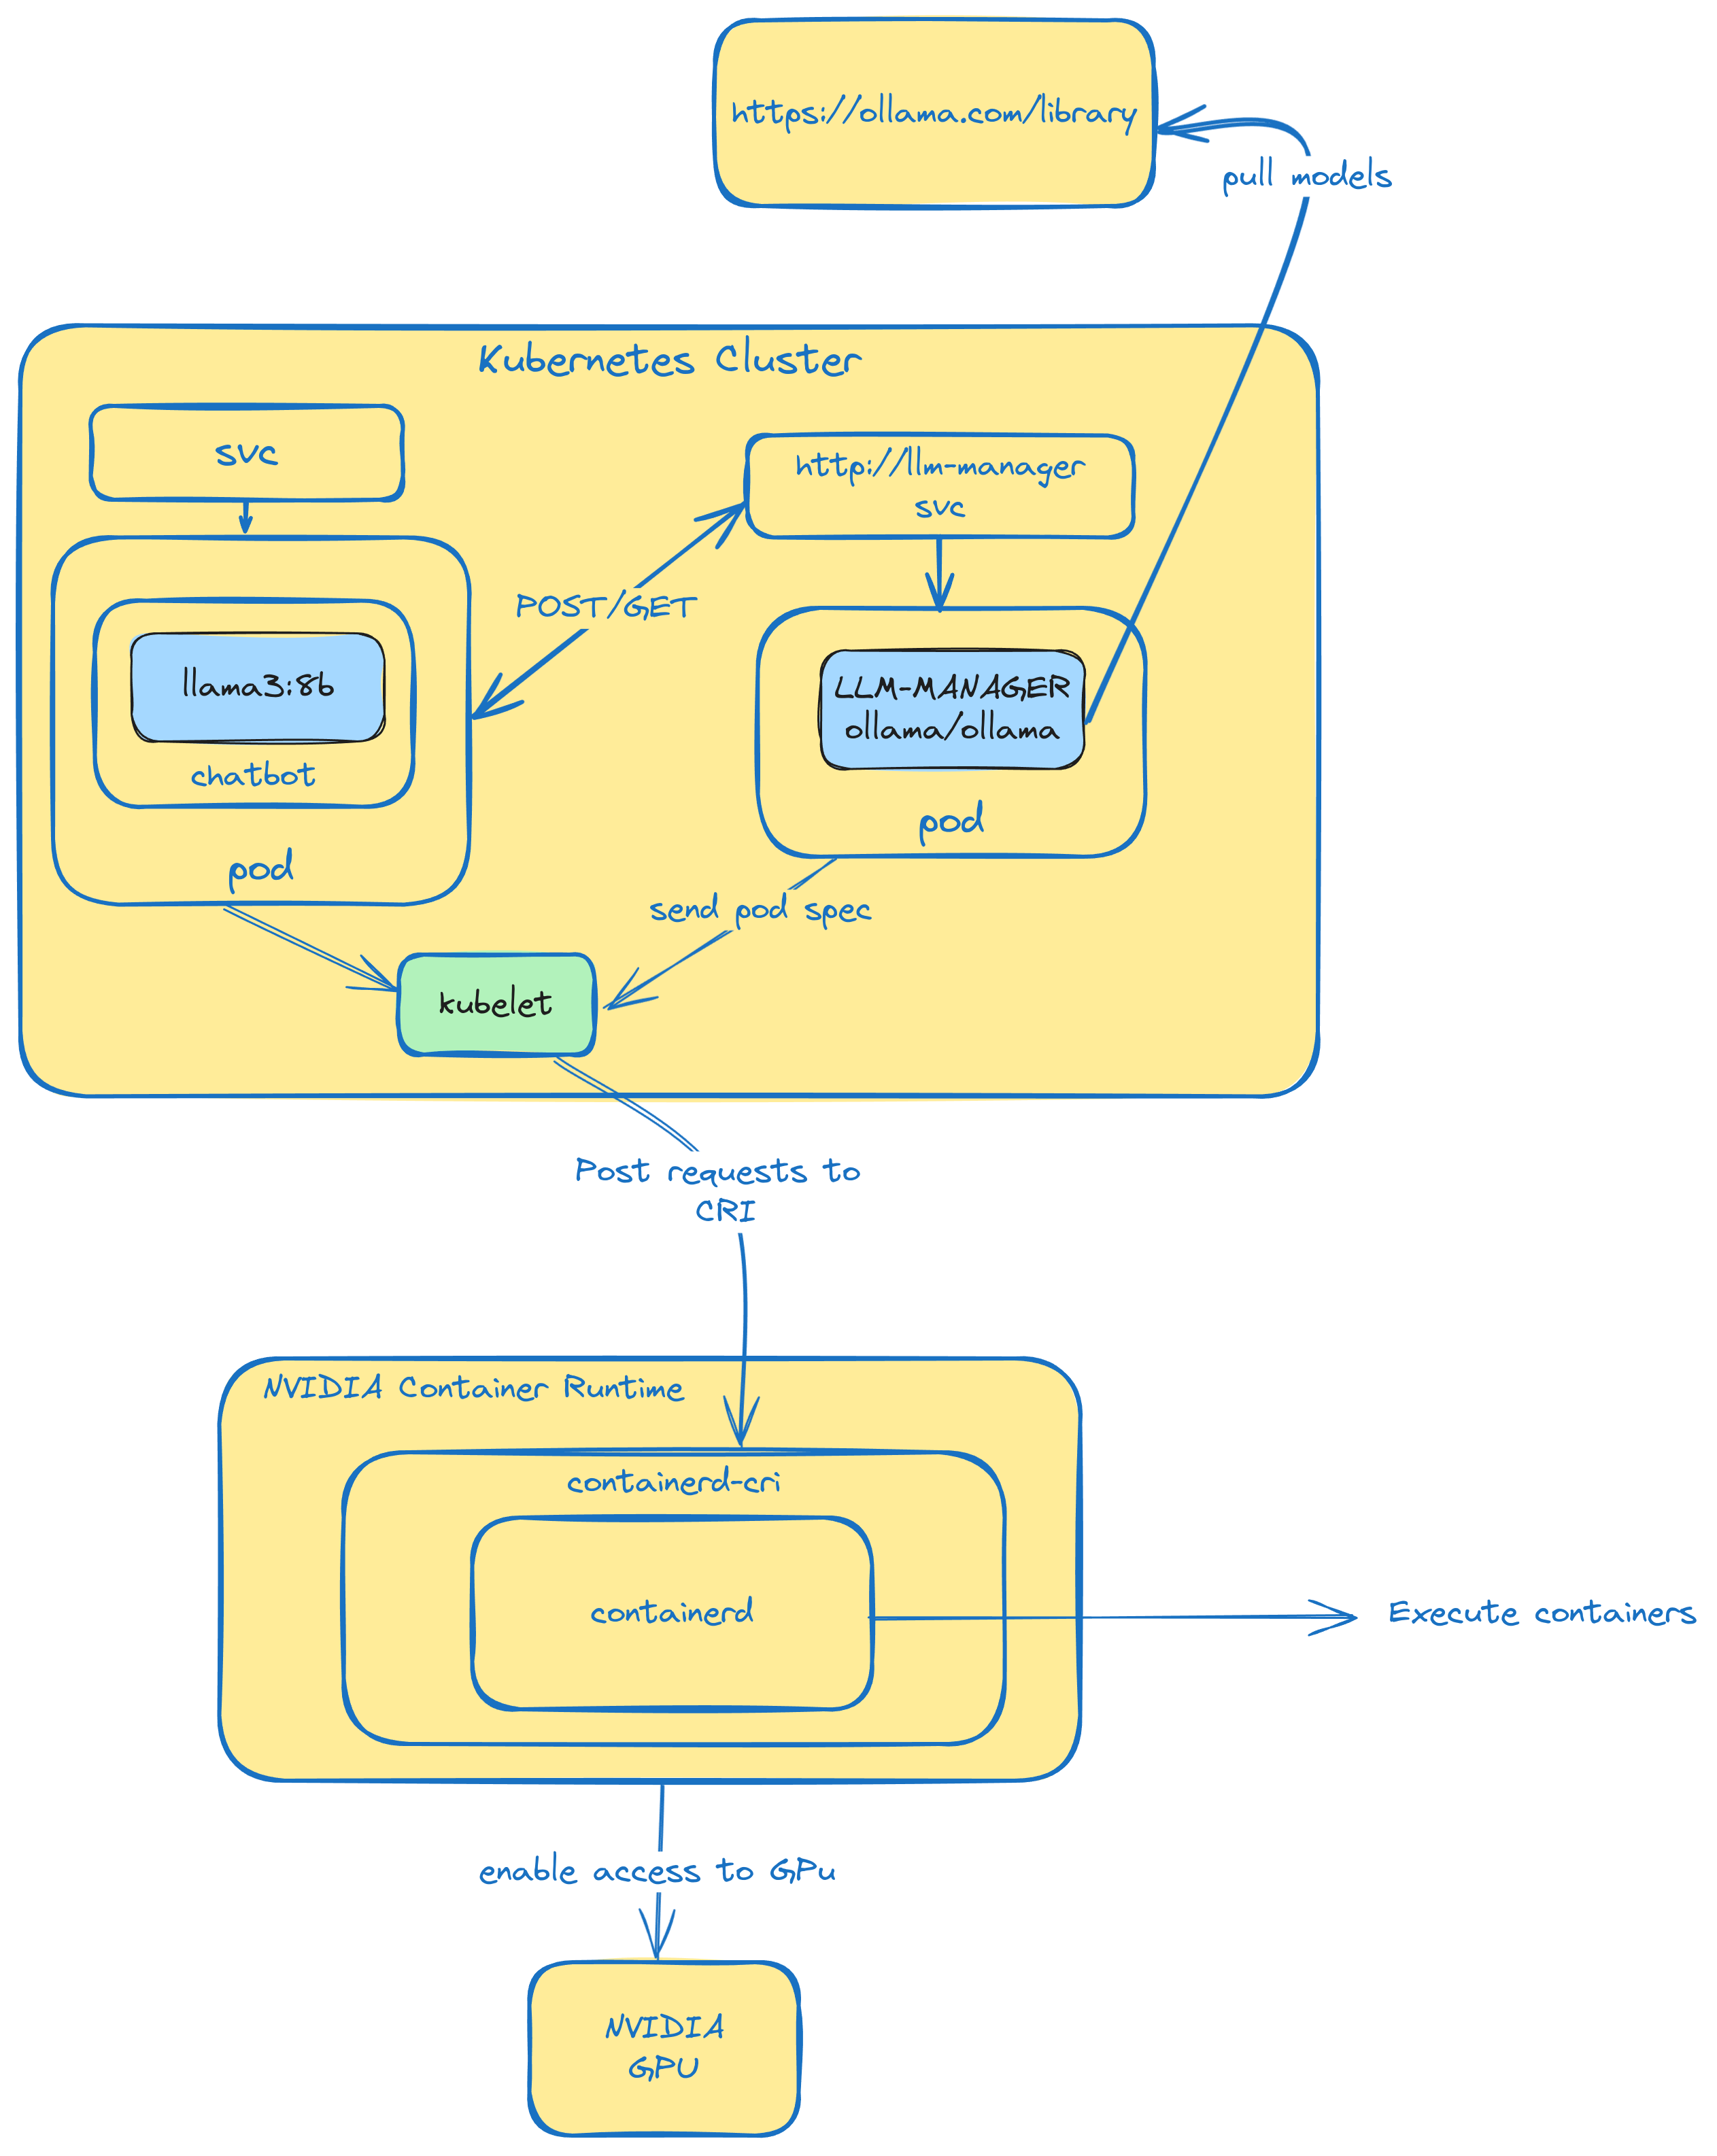 https://ollama.com/library
pull models
Kubernetes Cluster
svc
http://llm-manager
svc
POST/GET
llama3:8b
chatbot
pod
LLM-MANAGER
ollama/ollama
pod
send pod spec
kubelet
Post requests to
CRI
NVIDIA Container Runtime
containerd-cri
containerd
Execute containers
enable access to GPu
NVIDIA
GPU